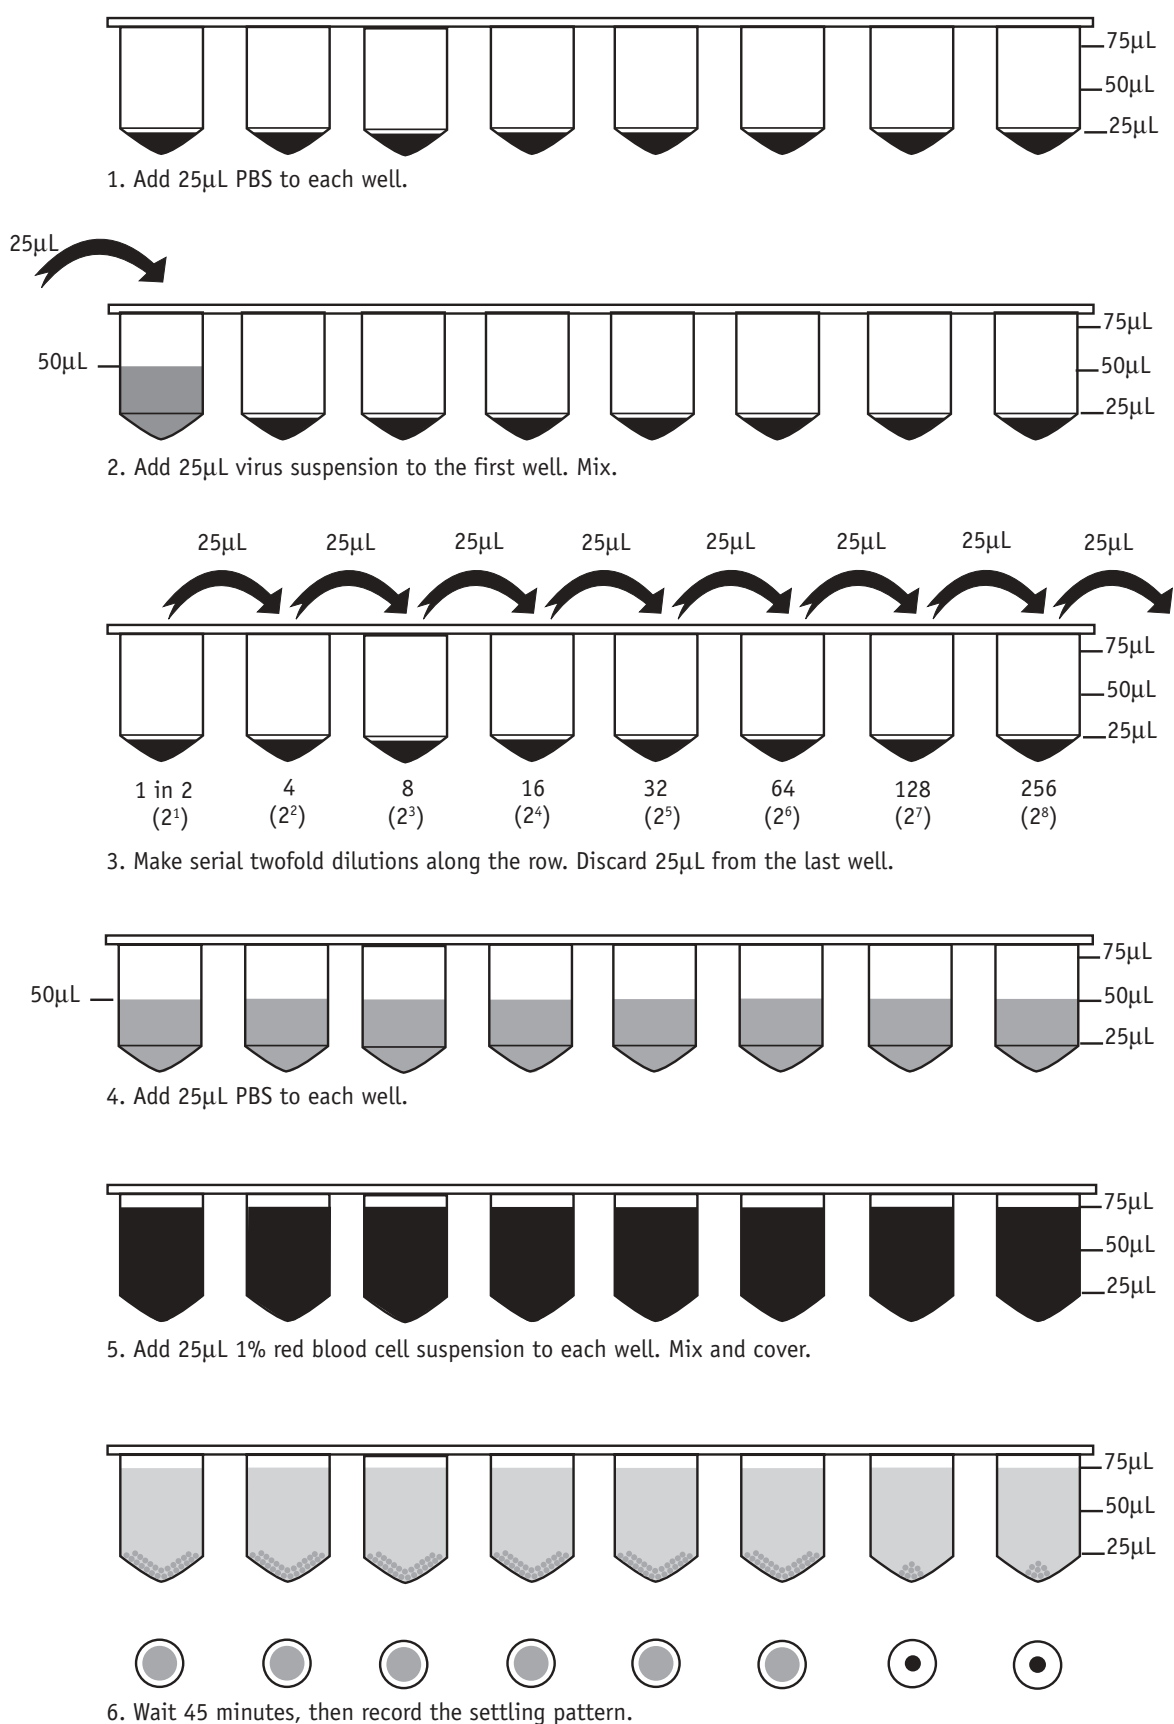 75µL
50µL
25µL
1. Add 25µL PBS to each well.
25µL
75µL
50µL
50µL
25µL
2. Add 25µL virus suspension to the first well. Mix.
25µL 25µL 25µL 25µL 25µL 25µL 25µL 25µL
75µL
50µL
25µL
1 in 2 4 8 16 32 64 128 256
(2¹) (2²) (2³) (2⁴) (2⁵) (2⁶) (2⁷) (2⁸)
3. Make serial twofold dilutions along the row. Discard 25µL from the last well.
75µL
50µL 50µL
25µL
4. Add 25µL PBS to each well.
75µL
50µL
25µL
5. Add 25µL 1% red blood cell suspension to each well. Mix and cover.
75µL
50µL
25µL
6. Wait 45 minutes, then record the settling pattern.